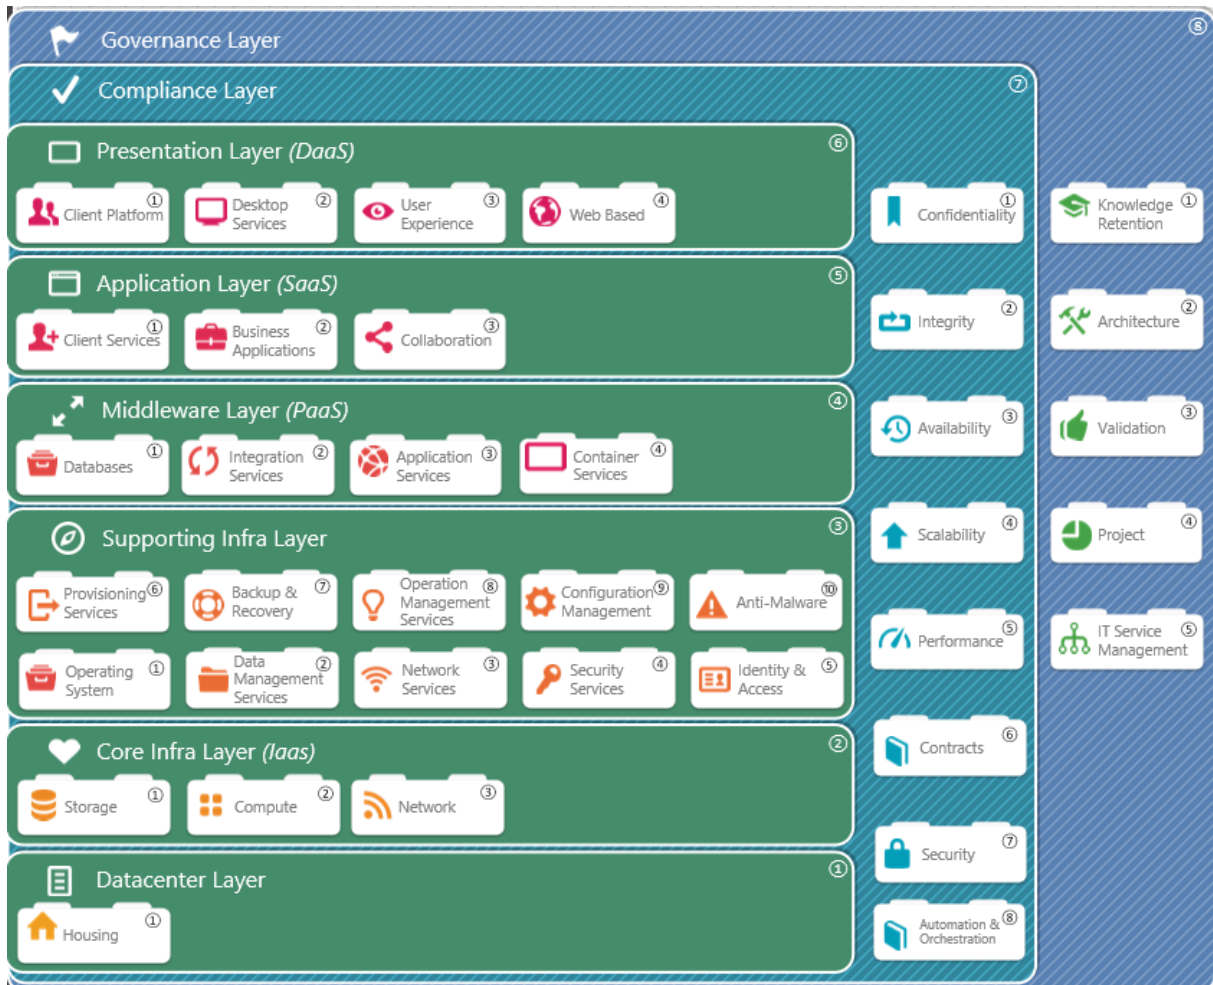 Governance Layer
⑧
Compliance Layer
⑦
Presentation Layer (DaaS)
⑥
Client Platform
①
Desktop
Services
②
User
Experience
③
Web Based
④
Confidentiality
①
Knowledge
Retention
①
Application Layer (SaaS)
⑤
Client Services
①
Business
Applications
②
Collaboration
③
Integrity
②
Architecture
②
Middleware Layer (PaaS)
④
Databases
①
Integration
Services
②
Application
Services
③
Container
Services
④
Availability
③
Validation
③
Supporting Infra Layer
③
Scalability
④
Project
④
Provisioning
Services
⑥
Backup &
Recovery
⑦
Operation
Management
Services
⑧
Configuration
Management
⑨
Anti-Malware
⑩
Performance
⑤
IT Service
Management
⑤
Operating
System
①
Data
Management
Services
②
Network
Services
③
Security
Services
④
Identity &
Access
⑤
Core Infra Layer (Iaas)
②
Contracts
⑥
Storage
①
Compute
②
Network
③
Security
⑦
Datacenter Layer
①
Housing
①
Automation &
Orchestration
⑧